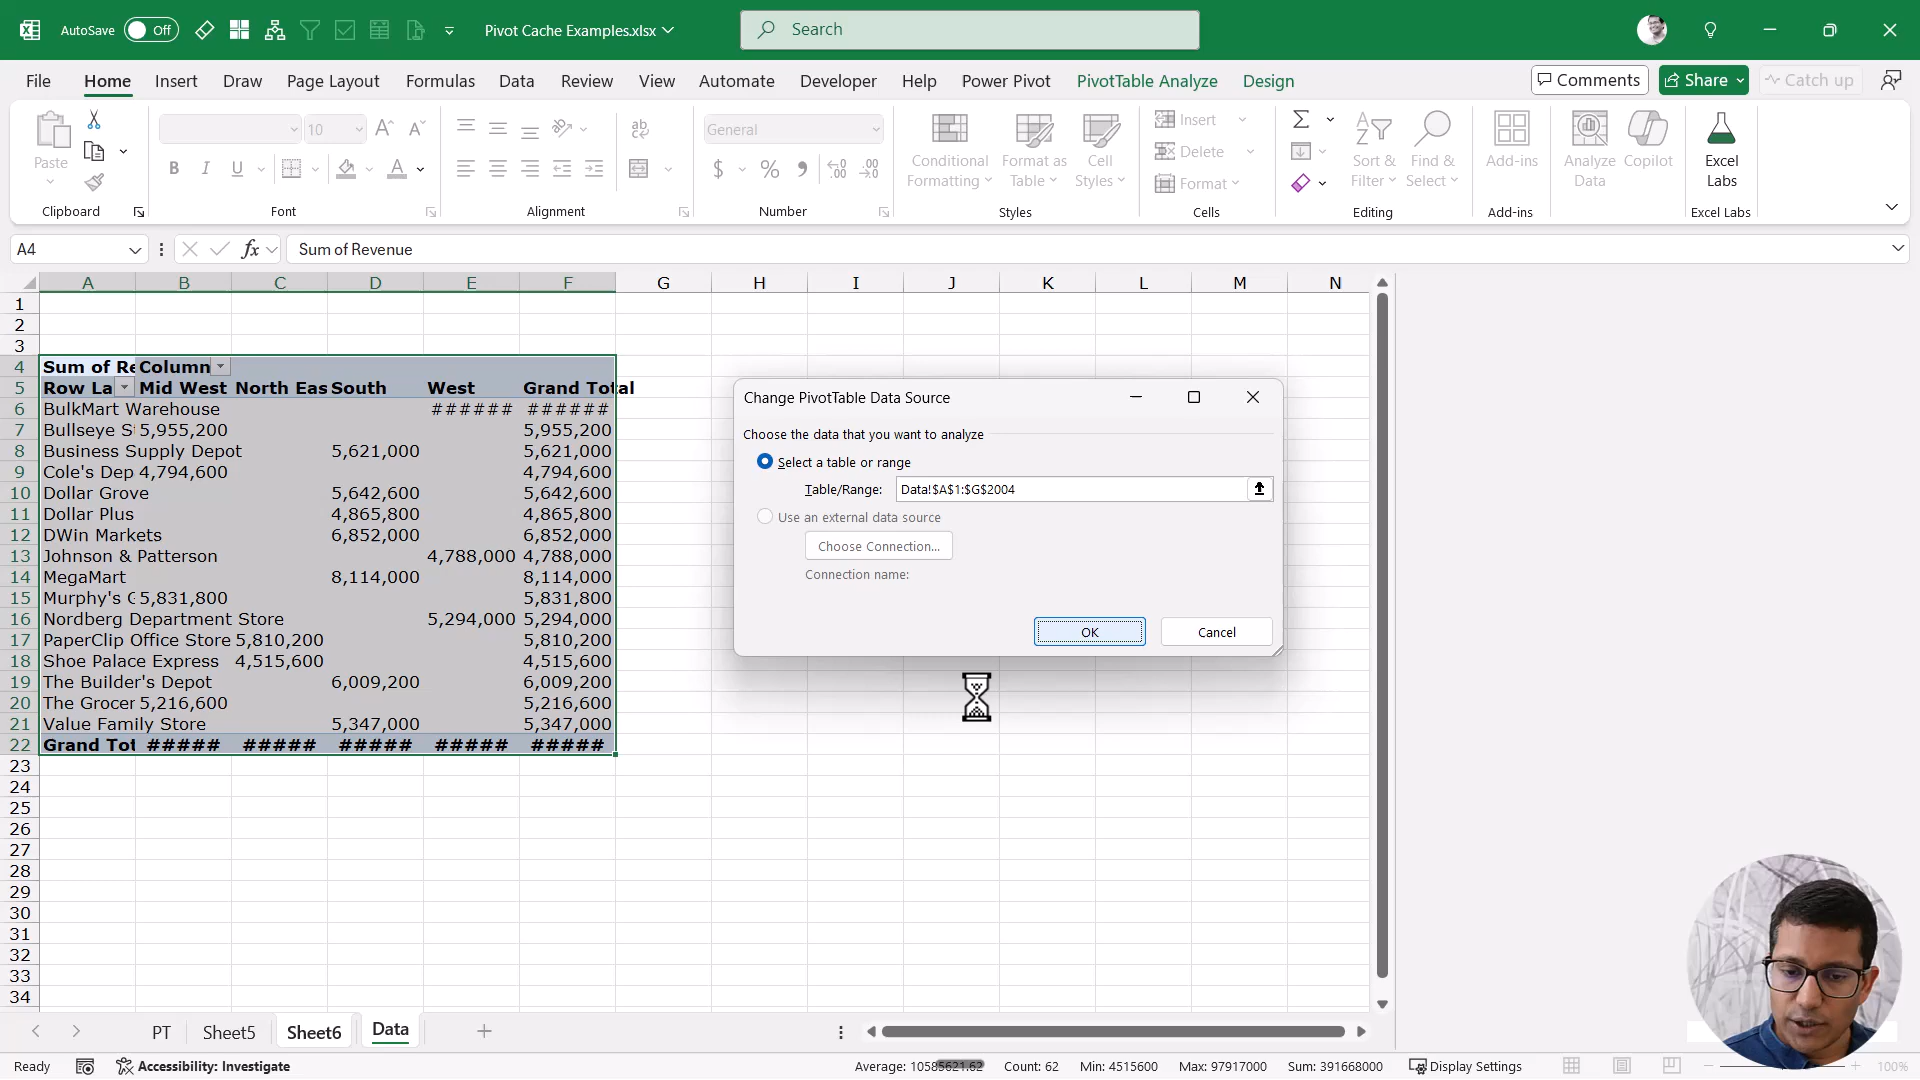 AutoSave Off Pivot Cache Examples.xlsx Search
File Home Insert Draw Page Layout Formulas Data Review View Automate Developer Help Power Pivot PivotTable Analyze Design Comments Share Catch up
Paste
Clipboard
10
B I U A
Font
ab
Alignment
General
$ %
Number
Conditional Formatting
Format as Table
Cell Styles
Styles
Insert
Delete
Format
Cells
Sort & Filter
Find & Select
Editing
Add-ins
Add-ins
Analyze Data
Copilot
Excel Labs
Excel Labs
A4 fx Sum of Revenue
A B C D E F G H I J K L M N
1
2
3
4 Sum of Re Column
5 Row La Mid West North Eas South West Grand Total
6 BulkMart Warehouse ###### ######
7 Bullseye St 5,955,200 5,955,200
8 Business Supply Depot 5,621,000 5,621,000
9 Cole's Dep 4,794,600 4,794,600
10 Dollar Grove 5,642,600 5,642,600
11 Dollar Plus 4,865,800 4,865,800
12 DWin Markets 6,852,000 6,852,000
13 Johnson & Patterson 4,788,000 4,788,000
14 MegaMart 8,114,000 8,114,000
15 Murphy's G 5,831,800 5,831,800
16 Nordberg Department Store 5,294,000 5,294,000
17 PaperClip Office Store 5,810,200 5,810,200
18 Shoe Palace Express 4,515,600 4,515,600
19 The Builder's Depot 6,009,200 6,009,200
20 The Grocer 5,216,600 5,216,600
21 Value Family Store 5,347,000 5,347,000
22 Grand Tot ##### ##### ##### ##### #####
23
24
25
26
27
28
29
30
31
32
33
34
Change PivotTable Data Source
Choose the data that you want to analyze
Select a table or range
Table/Range: Data!$A$1:$G$2004
Use an external data source
Choose Connection...
Connection name:
OK Cancel
PT Sheet5 Sheet6 Data
Ready Accessibility: Investigate Average: 10585621.62 Count: 62 Min: 4515600 Max: 97917000 Sum: 391668000 Display Settings 100%